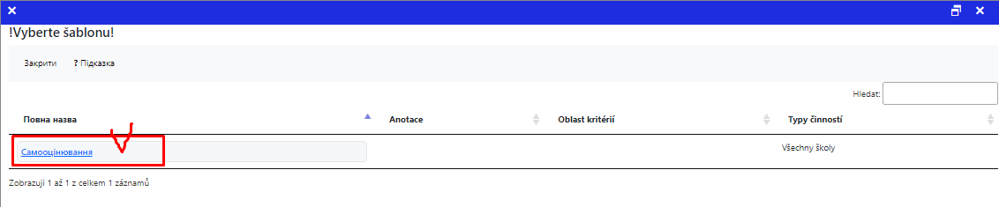 !Vyberte šablonu!
Закрити ? Підказка
Hledat:
Повна назва Anotace Oblast kritérií Typy činností
Самооцінювання Všechny školy
Zobrazuji 1 až 1 z celkem 1 záznamů